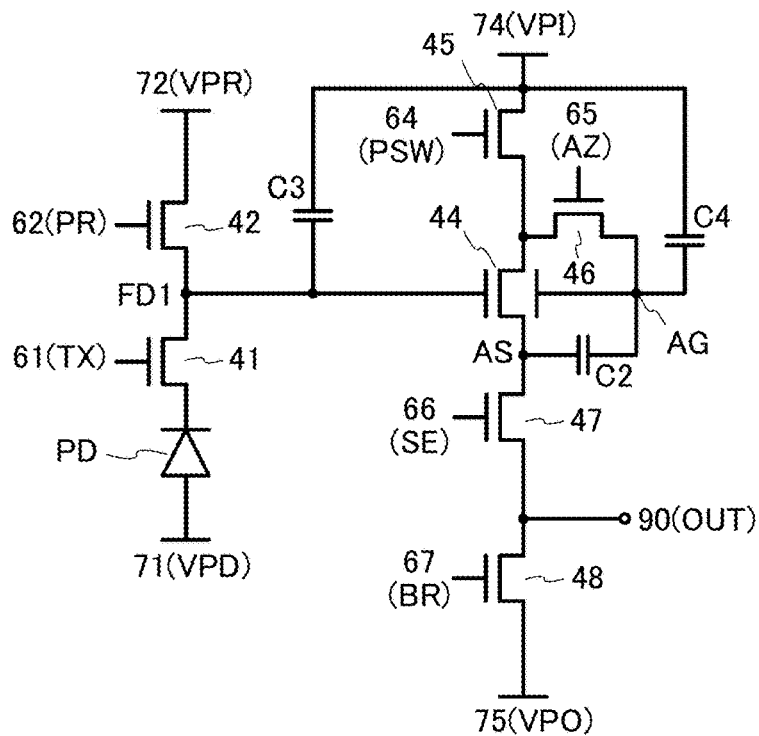 74(VPI)
45
72(VPR)
64
(PSW)
65
(AZ)
C3
44
C4
62(PR)
42
46
FD1
AG
61(TX)
41
AS
C2
66
(SE)
47
PD
90(OUT)
71(VPD)
67
(BR)
48
75(VPO)